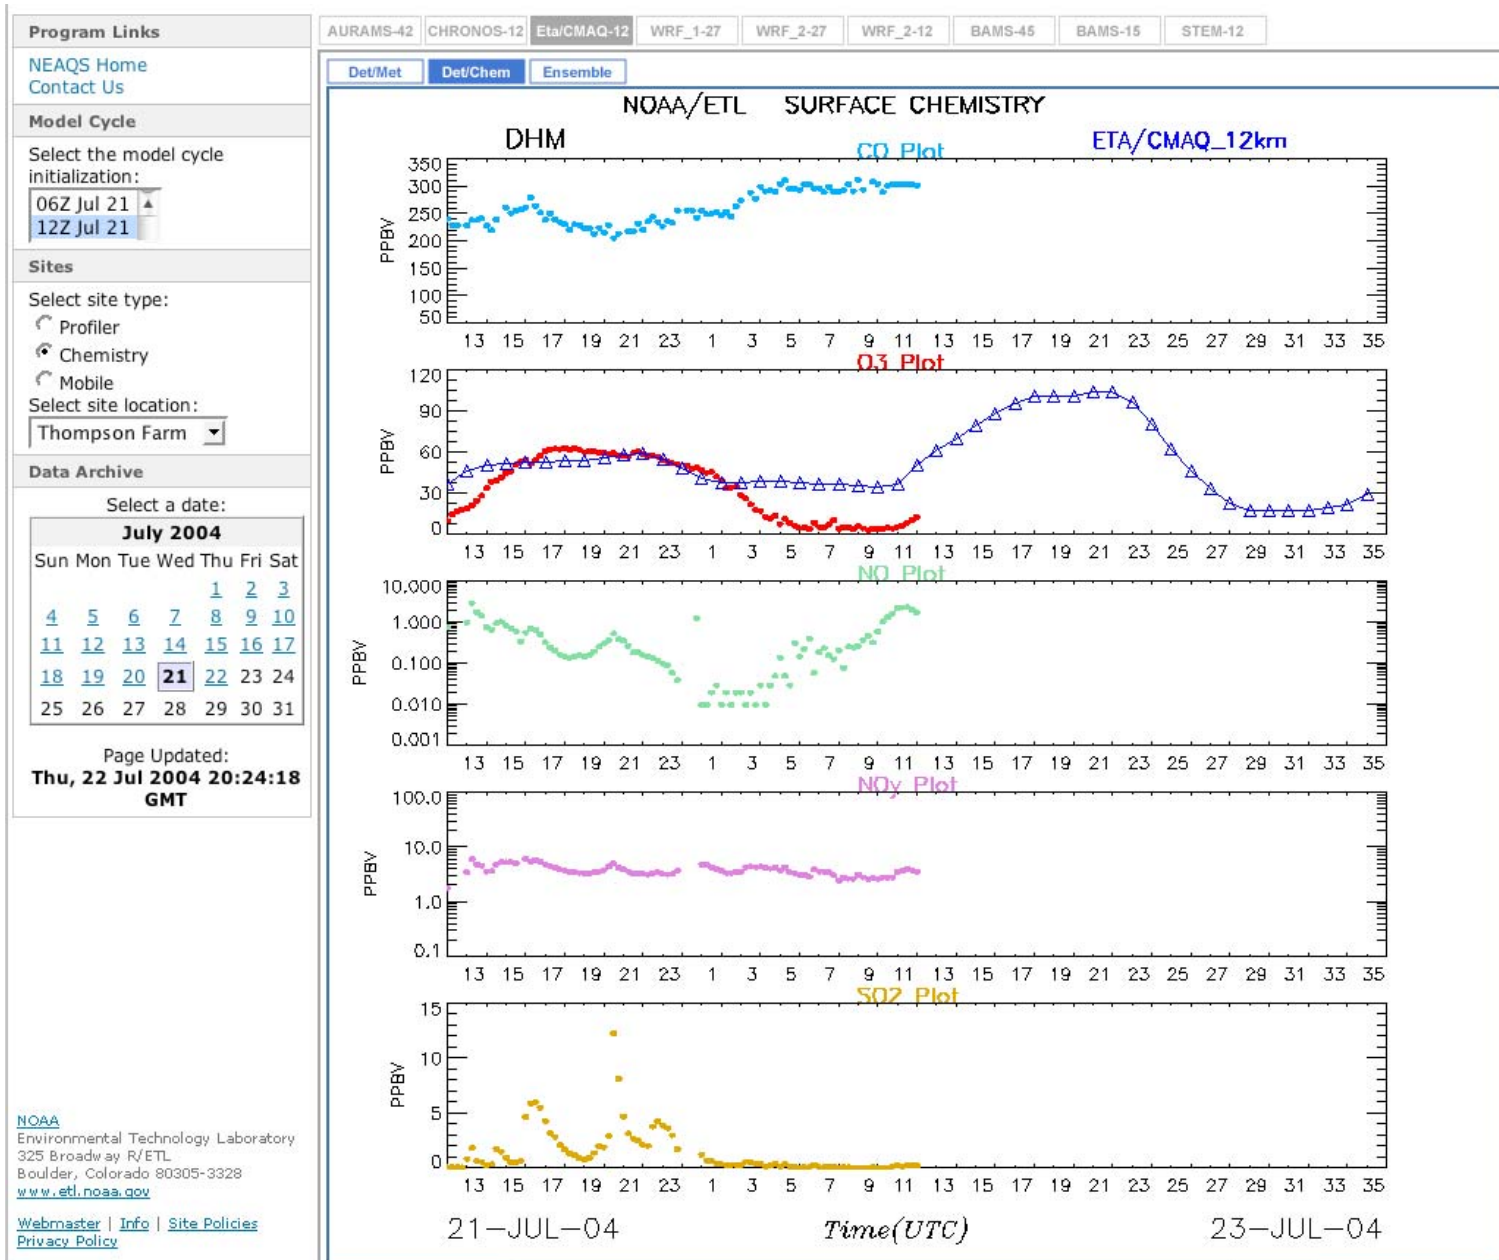 Program Links
NEAQS Home
Contact Us
Model Cycle
Select the model cycle
initialization:
06Z Jul 21
12Z Jul 21
Sites
Select site type:
Profiler
Chemistry
Mobile
Select site location:
Thompson Farm
Data Archive
Select a date:
July 2004
Sun Mon Tue Wed Thu Fri Sat
1 2 3
4 5 6 7 8 9 10
11 12 13 14 15 16 17
18 19 20 21 22 23 24
25 26 27 28 29 30 31
Page Updated:
Thu, 22 Jul 2004 20:24:18
GMT
NOAA
Environmental Technology Laboratory
325 Broadway R/ETL
Boulder, Colorado 80305-3328
www.etl.noaa.gov
Webmaster | Info | Site Policies
Privacy Policy
AURAMS-42 CHRONOS-12 Eta/CMAQ-12 WRF_1-27 WRF_2-27 WRF_2-12 BAMS-45 BAMS-15 STEM-12
Det/Met Det/Chem Ensemble
NOAA/ETL SURFACE CHEMISTRY
DHM ETA/CMAQ_12km
CO Plot
PPBV
350
300
250
200
150
100
50
13 15 17 19 21 23 1 3 5 7 9 11 13 15 17 19 21 23 25 27 29 31 33 35
O3 Plot
PPBV
120
90
60
30
0
13 15 17 19 21 23 1 3 5 7 9 11 13 15 17 19 21 23 25 27 29 31 33 35
NO Plot
PPBV
10.000
1.000
0.100
0.010
0.001
13 15 17 19 21 23 1 3 5 7 9 11 13 15 17 19 21 23 25 27 29 31 33 35
NOy Plot
PPBV
100.0
10.0
1.0
0.1
13 15 17 19 21 23 1 3 5 7 9 11 13 15 17 19 21 23 25 27 29 31 33 35
SO2 Plot
PPBV
15
10
5
0
13 15 17 19 21 23 1 3 5 7 9 11 13 15 17 19 21 23 25 27 29 31 33 35
21-JUL-04 Time(UTC) 23-JUL-04